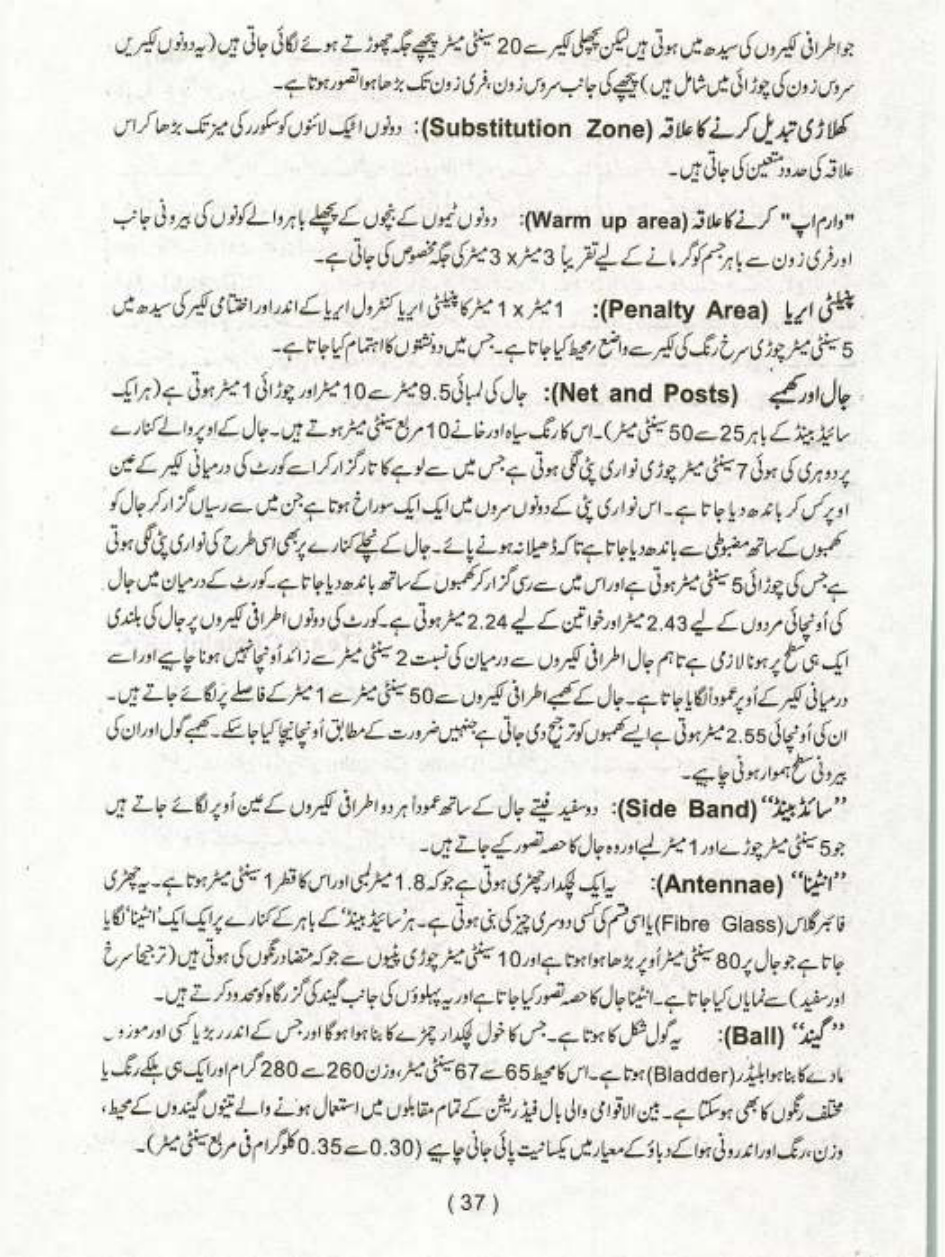 جو اطرافی لکیروں کی سیدھ میں ہوتی ہیں لیکن پچھلی لکیر سے 20 سینٹی میٹر پیچھے جگہ چھوڑتے ہوئے لگائی جاتی ہیں (یہ دونوں لکیریں
سروس زون کی چوڑائی میں شامل ہیں) پیچھے کی جانب سروس زون، فری زون تک بڑھا ہوا تصور ہوتا ہے۔
کھلاڑی تبدیل کرنے کا علاقہ (Substitution Zone): دونوں اٹیک لائنوں کو سکورر کی میز تک بڑھا کر اس
علاقہ کی حدود متعین کی جاتی ہیں۔
"وارم اپ" کرنے کا علاقہ (Warm up area): دونوں ٹیموں کے بنچوں کے پچھلے باہر والے کونوں کی بیرونی جانب
اور فری زون سے باہر جسم کو گرمانے کے لیے تقریباً 3 میٹر x 3 میٹر کی جگہ مخصوص کی جاتی ہے۔
پینلٹی ایریا (Penalty Area): 1 میٹر x 1 میٹر کا پینلٹی ایریا کنٹرول ایریا کے اندر اور اختتامی لکیر کی سیدھ میں
5 سینٹی میٹر چوڑی سرخ رنگ کی لکیر سے واضع / محیط کیا جاتا ہے۔ جس میں دو نشتوں کا اہتمام کیا جاتا ہے۔
جال اور کھمبے (Net and Posts): جال کی لمبائی 9.5 میٹر سے 10 میٹر اور چوڑائی 1 میٹر ہوتی ہے (ہر ایک
سائیڈ بینڈ کے باہر 25 سے 50 سینٹی میٹر)۔ اس کا رنگ سیاہ اور خانے 10 مربع سینٹی میٹر ہوتے ہیں۔ جال کے اوپر والے کنارے
پر دوہری کی ہوئی 7 سینٹی میٹر چوڑی نواری پٹی لگی ہوتی ہے جس میں سے لوہے کا تار گزار کر اسے کورٹ کی درمیانی لکیر کے عین
اوپر کس کر باندھ دیا جاتا ہے۔ اس نواری پٹی کے دونوں سروں میں ایک ایک سوراخ ہوتا ہے جن میں سے رسیاں گزار کر جال کو
کھمبوں کے ساتھ مضبوطی سے باندھ دیا جاتا ہے تا کہ ڈھیلا نہ ہونے پائے۔ جال کے نچلے کنارے پر بھی اسی طرح کی نواری پٹی لگی ہوتی
ہے جس کی چوڑائی 5 سینٹی میٹر ہوتی ہے اور اس میں سے رسی گزار کر کھمبوں کے ساتھ باندھ دیا جاتا ہے۔ کورٹ کے درمیان میں جال
کی اُونچائی مردوں کے لیے 2.43 میٹر اور خواتین کے لیے 2.24 میٹر ہوتی ہے۔ کورٹ کی دونوں اطرافی لکیروں پر جال کی بلندی
ایک ہی سطح پر ہونا لازمی ہے تاہم جال اطرافی لکیروں سے درمیان کی نسبت 2 سینٹی میٹر سے زائد اُونچا نہیں ہونا چاہیے اور اسے
درمیانی لکیر کے اُوپر عموداً لگایا جاتا ہے۔ جال کے کھمبے اطرافی لکیروں سے 50 سینٹی میٹر سے 1 میٹر کے فاصلے پر لگائے جاتے ہیں۔
ان کی اُونچائی 2.55 میٹر ہوتی ہے ایسے کھمبوں کو ترجیح دی جاتی ہے جنہیں ضرورت کے مطابق اُونچا نیچا کیا جا سکے۔ کھمبے گول اور ان کی
بیرونی سطح ہموار ہونی چاہیے۔
"سائڈ بینڈ" (Side Band): دو سفید فیتے جال کے ساتھ عموداً ہر دو اطرافی لکیروں کے عین اُوپر لگائے جاتے ہیں
جو 5 سینٹی میٹر چوڑے اور 1 میٹر لمبے اور وہ جال کا حصہ تصور کیے جاتے ہیں۔
"انٹینا" (Antennae): یہ ایک لچکدار چھڑی ہوتی ہے جو کہ 1.8 میٹر لمبی اور اس کا قطر 1 سینٹی میٹر ہوتا ہے۔ یہ چھڑی
فائبر گلاس (Fibre Glass) یا اسی قسم کی کسی دوسری چیز کی بنی ہوتی ہے۔ ہر 'سائیڈ بینڈ' کے باہر کے کنارے پر ایک ایک 'انٹینا' لگایا
جاتا ہے جو جال پر 80 سینٹی میٹر اُوپر بڑھا ہوا ہوتا ہے اور 10 سینٹی میٹر چوڑی پٹیوں سے جو کہ متضاد رنگوں کی ہوتی ہیں (ترجیحاً سرخ
اور سفید) سے نمایاں کیا جاتا ہے۔ انٹینا جال کا حصہ تصور کیا جاتا ہے اور یہ پہلوؤں کی جانب گیند کی گزر گاہ کو محدود کرتے ہیں۔
"گیند" (Ball): یہ گول شکل کا ہوتا ہے۔ جس کا خول لچکدار چمڑے کا بنا ہوا ہوگا اور جس کے اندر ربڑ یا کسی اور موزوں
مادے کا بنا ہوا بلیڈر (Bladder) ہوتا ہے۔ اس کا محیط 65 سے 67 سینٹی میٹر، وزن 260 سے 280 گرام اور ایک ہی ہلکے رنگ یا
مختلف رنگوں کا بھی ہو سکتا ہے۔ بین الاقوامی والی بال فیڈریشن کے تمام مقابلوں میں استعمال ہونے والے تینوں گیندوں کے محیط،
وزن، رنگ اور اندرونی ہوا کے دباؤ کے معیار میں یکسانیت پائی جانی چاہیے (0.30 سے 0.35 کلوگرام فی مربع سینٹی میٹر)۔
(37)